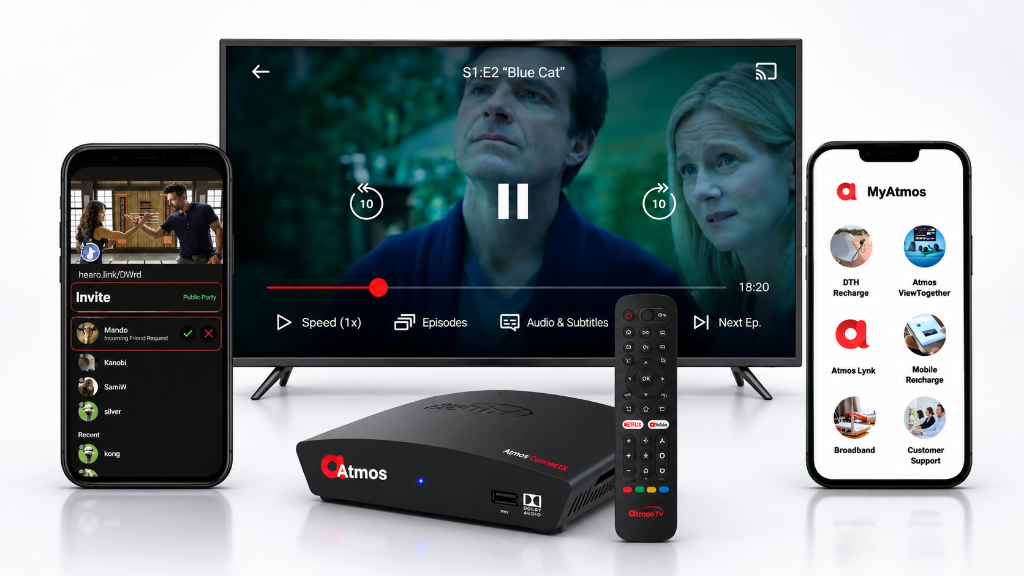 S1:E2 "Blue Cat"
10
10
18:20
Speed (1x)
Episodes
Audio & Subtitles
Next Ep.
hearo.link/DWrd
Invite
Public Party
Mando
Incoming Friend Request
Kanobi
SamiW
silver
Recent
kong
a MyAtmos
DTH
Recharge
Atmos
ViewTogether
a
Atmos Lynk
Mobile
Recharge
Broadband
Customer
Support
aAtmos
Atmos ConnectX
DOLBY
AUDIO
OK
NETFLIX
YouTube
atmosTV